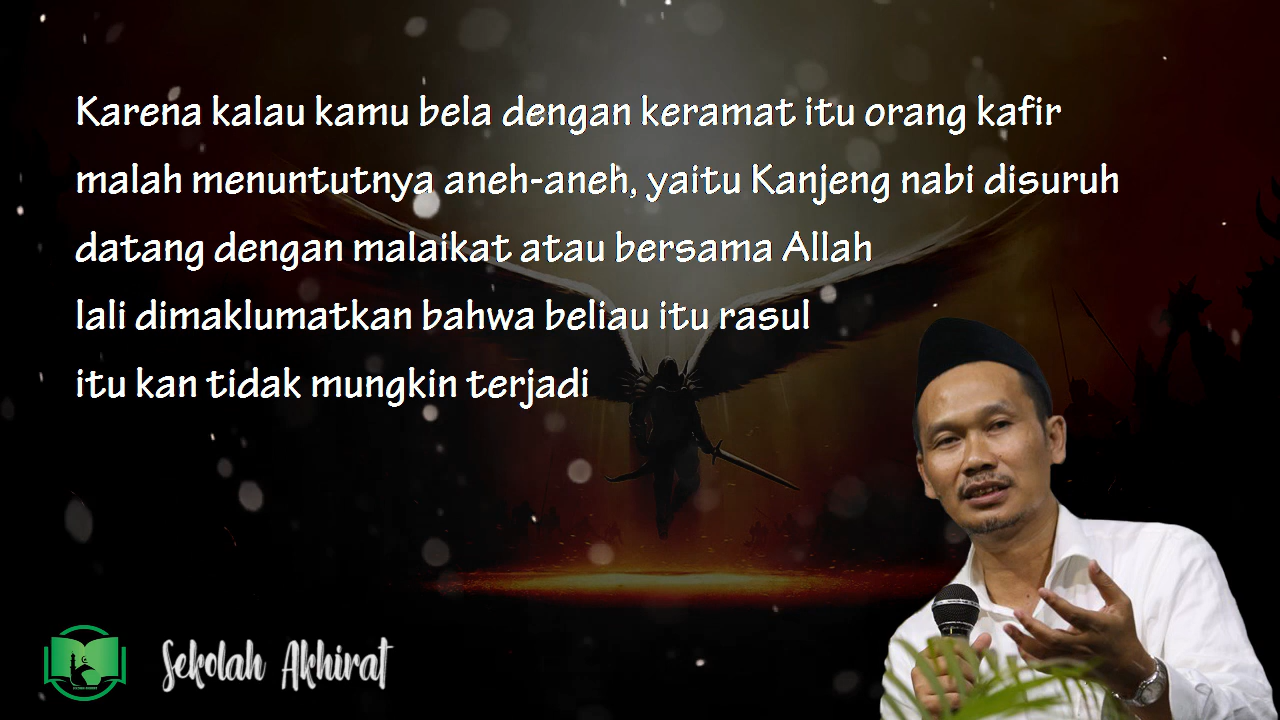 Karena kalau kamu bela dengan keramat itu orang kafir
malah menuntutnya aneh-aneh, yaitu Kanjeng nabi disuruh
datang dengan malaikat atau bersama Allah
lali dimaklumatkan bahwa beliau itu rasul
itu kan tidak mungkin terjadi
Sekolah Akhirat